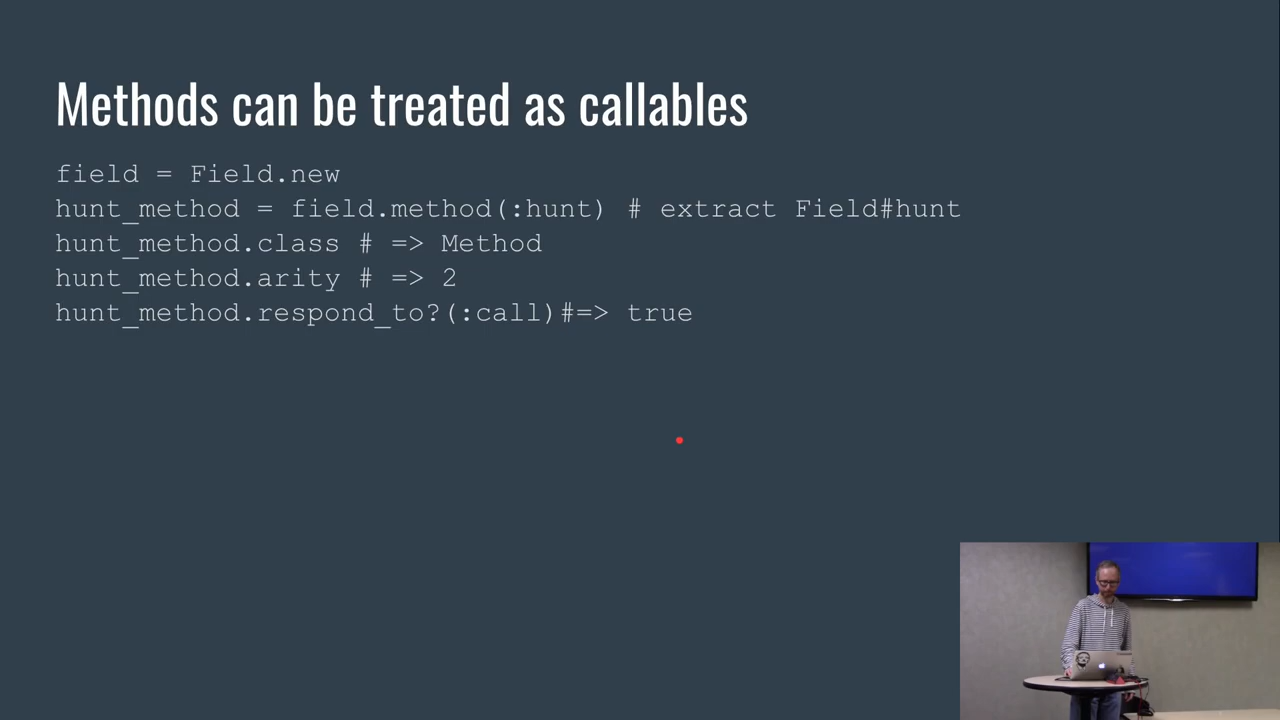 Methods can be treated as callables
field = Field.new
hunt_method = field.method(:hunt) # extract Field#hunt
hunt_method.class # => Method
hunt_method.arity # => 2
hunt_method.respond_to?(:call)#=> true